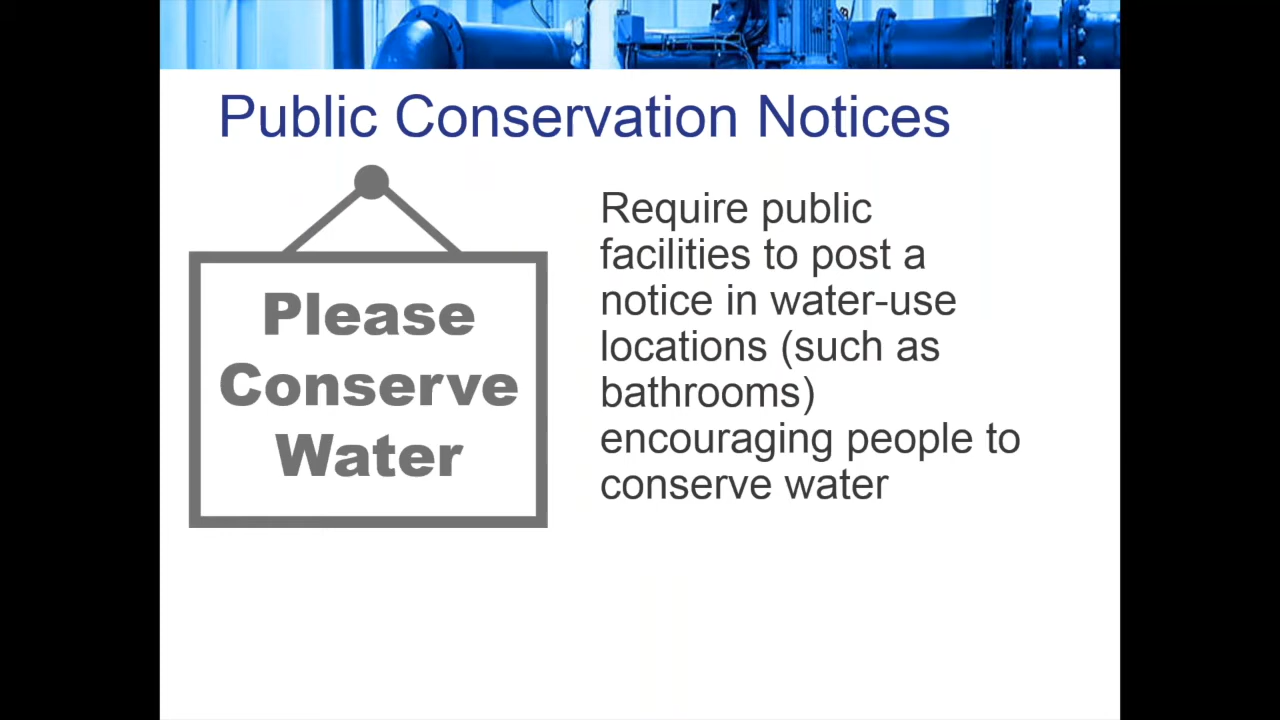 Public Conservation Notices
Please
Conserve
Water
Require public
facilities to post a
notice in water-use
locations (such as
bathrooms)
encouraging people to
conserve water